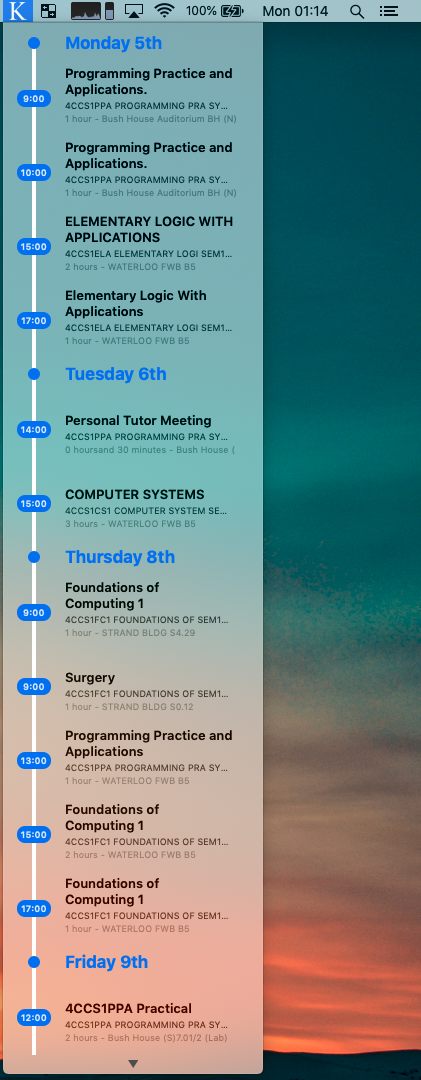 K 100% Mon 01:14
Monday 5th
9:00
Programming Practice and
Applications.
4CCS1PPA PROGRAMMING PRA SY...
1 hour - Bush House Auditorium BH (N)
10:00
Programming Practice and
Applications.
4CCS1PPA PROGRAMMING PRA SY...
1 hour - Bush House Auditorium BH (N)
15:00
ELEMENTARY LOGIC WITH
APPLICATIONS
4CCS1ELA ELEMENTARY LOGI SEM1...
2 hours - WATERLOO FWB B5
17:00
Elementary Logic With
Applications
4CCS1ELA ELEMENTARY LOGI SEM1...
1 hour - WATERLOO FWB B5
Tuesday 6th
14:00
Personal Tutor Meeting
4CCS1PPA PROGRAMMING PRA SY...
0 hoursand 30 minutes - Bush House (
15:00
COMPUTER SYSTEMS
4CCS1CS1 COMPUTER SYSTEM SE...
3 hours - WATERLOO FWB B5
Thursday 8th
9:00
Foundations of
Computing 1
4CCS1FC1 FOUNDATIONS OF SEM1...
1 hour - STRAND BLDG S4.29
9:00
Surgery
4CCS1FC1 FOUNDATIONS OF SEM1...
1 hour - STRAND BLDG S0.12
13:00
Programming Practice and
Applications
4CCS1PPA PROGRAMMING PRA SY...
1 hour - WATERLOO FWB B5
15:00
Foundations of
Computing 1
4CCS1FC1 FOUNDATIONS OF SEM1...
2 hours - WATERLOO FWB B5
17:00
Foundations of
Computing 1
4CCS1FC1 FOUNDATIONS OF SEM1...
1 hour - WATERLOO FWB B5
Friday 9th
12:00
4CCS1PPA Practical
4CCS1PPA PROGRAMMING PRA SY...
2 hours - Bush House (S)7.01/2 (Lab)